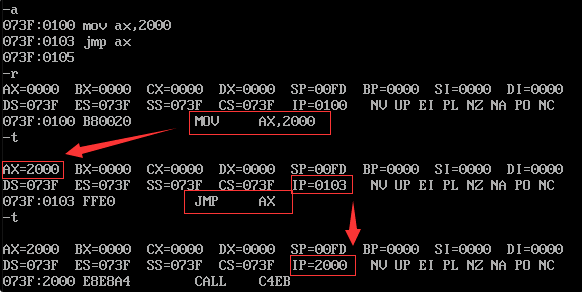 -a
073F:0100 mov ax,2000
073F:0103 jmp ax
073F:0105
-r
AX=0000 BX=0000 CX=0000 DX=0000 SP=00FD BP=0000 SI=0000 DI=0000
DS=073F ES=073F SS=073F CS=073F IP=0100 NV UP EI PL NZ NA PO NC
073F:0100 B80020 MOV AX,2000
-t
AX=2000 BX=0000 CX=0000 DX=0000 SP=00FD BP=0000 SI=0000 DI=0000
DS=073F ES=073F SS=073F CS=073F IP=0103 NV UP EI PL NZ NA PO NC
073F:0103 FFE0 JMP AX
-t
AX=2000 BX=0000 CX=0000 DX=0000 SP=00FD BP=0000 SI=0000 DI=0000
DS=073F ES=073F SS=073F CS=073F IP=2000 NV UP EI PL NZ NA PO NC
073F:2000 E8E8A4 CALL C4EB